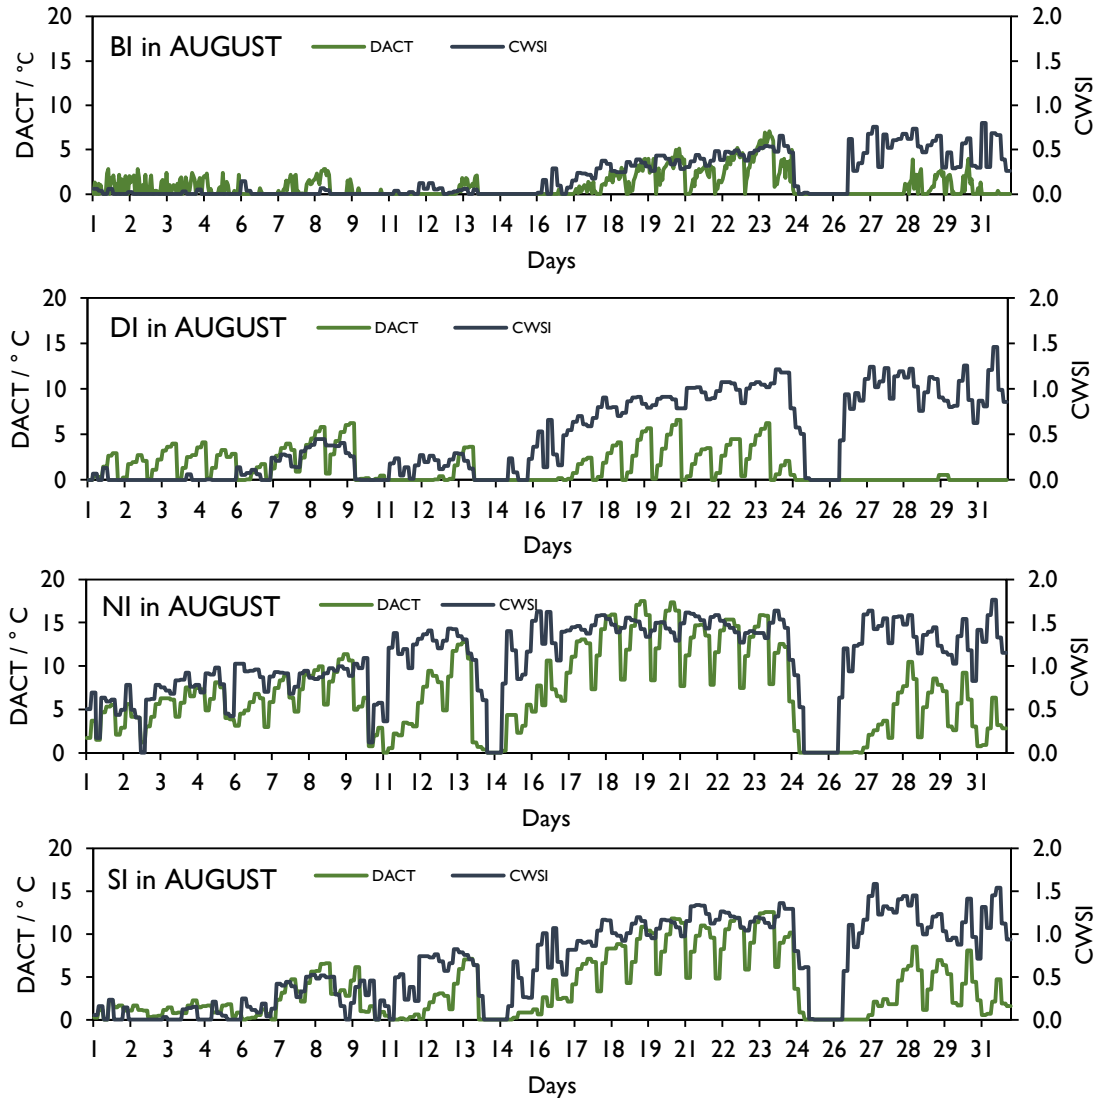 20 2.0
BI in AUGUST DACT CWSI
15 1.5
10 1.0
5 0.5
0 0.0
DACT / °C
CWSI
1 2 3 4 6 7 8 9 11 12 13 14 16 17 18 19 21 22 23 24 26 27 28 29 31
Days
20 2.0
DI in AUGUST DACT CWSI
15 1.5
10 1.0
5 0.5
0 0.0
DACT / ° C
CWSI
1 2 3 4 6 7 8 9 11 12 13 14 16 17 18 19 21 22 23 24 26 27 28 29 31
Days
20 2.0
NI in AUGUST DACT CWSI
15 1.5
10 1.0
5 0.5
0 0.0
DACT / ° C
CWSI
1 2 3 4 6 7 8 9 11 12 13 14 16 17 18 19 21 22 23 24 26 27 28 29 31
Days
20 2.0
SI in AUGUST DACT CWSI
15 1.5
10 1.0
5 0.5
0 0.0
DACT / ° C
CWSI
1 2 3 4 6 7 8 9 11 12 13 14 16 17 18 19 21 22 23 24 26 27 28 29 31
Days